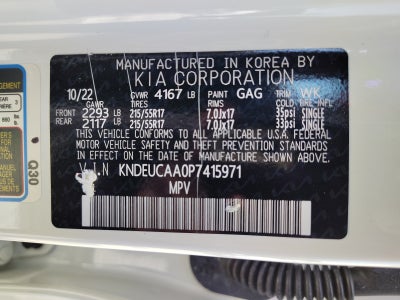 MANUFACTURED IN KOREA BY
KIA CORPORATION
10/22 GVWR 4167 LB PAINT GAG TRIM WK
GAWR TIRES RIMS COLD TIRE INFL
FRONT 2293 LB 215/55R17 7.0Jx17 33psi SINGLE
REAR 2117 LB 215/55R17 7.0Jx17 33psi SINGLE
THIS VEHICLE CONFORMS TO ALL APPLICABLE U.S.A. FEDERAL
MOTOR VEHICLE SAFETY AND THEFT PREVENTION STANDARDS
IN EFFECT ON THE DATE OF MANUFACTURE SHOWN ABOVE.
V.I.N KNDEUCAA0P7415971
MPV
Q30